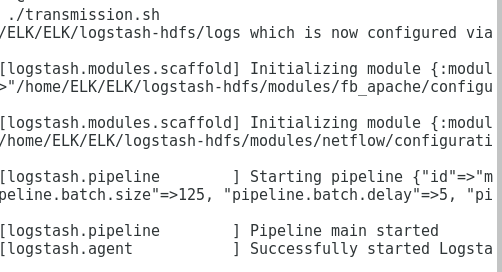 ./transmission.sh
/ELK/ELK/logstash-hdfs/logs which is now configured via
[logstash.modules.scaffold] Initializing module {:modul
>"/home/ELK/ELK/logstash-hdfs/modules/fb_apache/configu
[logstash.modules.scaffold] Initializing module {:modul
/home/ELK/ELK/logstash-hdfs/modules/netflow/configurati
[logstash.pipeline        ] Starting pipeline {"id"=>"m
peline.batch.size"=>125, "pipeline.batch.delay"=>5, "pi
[logstash.pipeline        ] Pipeline main started
[logstash.agent           ] Successfully started Logsta